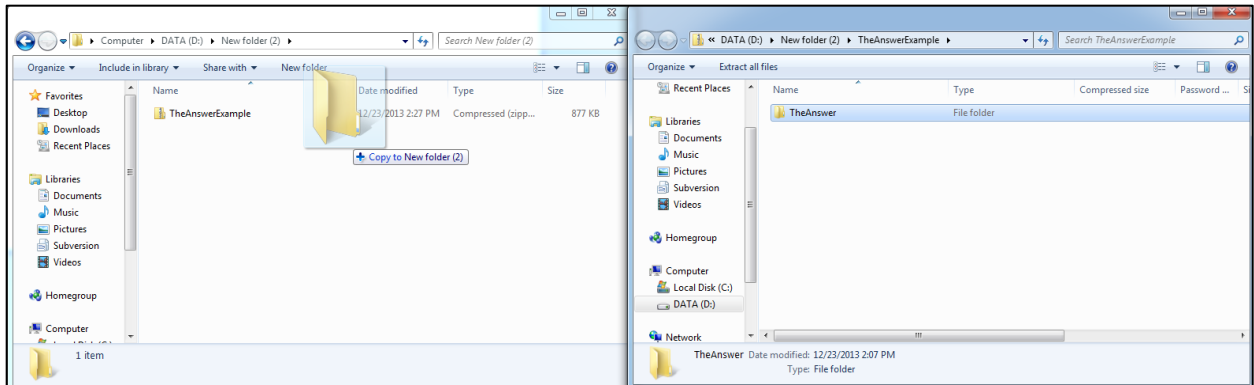 Computer ▸ DATA (D:) ▸ New folder (2) ▸
Search New folder (2)
Organize ▾ Include in library ▾ Share with ▾ New folder
Name Date modified Type Size
TheAnswerExample 12/23/2013 2:27 PM Compressed (zipp... 877 KB
Copy to New folder (2)
Favorites
Desktop
Downloads
Recent Places
Libraries
Documents
Music
Pictures
Subversion
Videos
Homegroup
Computer
1 item
« DATA (D:) ▸ New folder (2) ▸ TheAnswerExample ▸
Search TheAnswerExample
Organize ▾ Extract all files
Name Type Compressed size Password ...
TheAnswer File folder
Recent Places
Libraries
Documents
Music
Pictures
Subversion
Videos
Homegroup
Computer
Local Disk (C:)
DATA (D:)
Network
TheAnswer Date modified: 12/23/2013 2:07 PM
Type: File folder